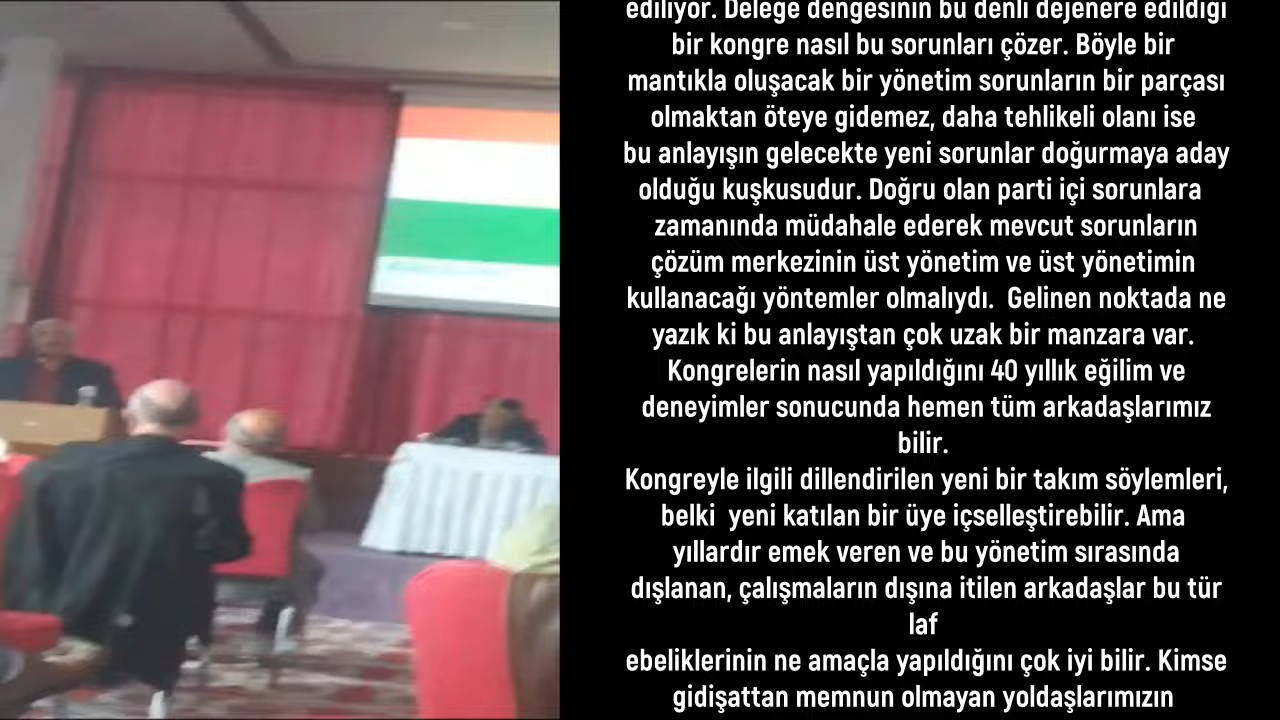 ediliyor. Delege dengesinin bu denli dejenere edildiği
bir kongre nasıl bu sorunları çözer. Böyle bir
mantıkla oluşacak bir yönetim sorunların bir parçası
olmaktan öteye gidemez, daha tehlikeli olanı ise
bu anlayışın gelecekte yeni sorunlar doğurmaya aday
olduğu kuşkusudur. Doğru olan parti içi sorunlara
zamanında müdahale ederek mevcut sorunların
çözüm merkezinin üst yönetim ve üst yönetimin
kullanacağı yöntemler olmalıydı. Gelinen noktada ne
yazık ki bu anlayıştan çok uzak bir manzara var.
Kongrelerin nasıl yapıldığını 40 yıllık eğilim ve
deneyimler sonucunda hemen tüm arkadaşlarımız
bilir.
Kongreyle ilgili dillendirilen yeni bir takım söylemleri,
belki yeni katılan bir üye içselleştirebilir. Ama
yıllardır emek veren ve bu yönetim sırasında
dışlanan, çalışmaların dışına itilen arkadaşlar bu tür
laf
ebeliklerinin ne amaçla yapıldığını çok iyi bilir. Kimse
gidişattan memnun olmayan yoldaşlarımızın